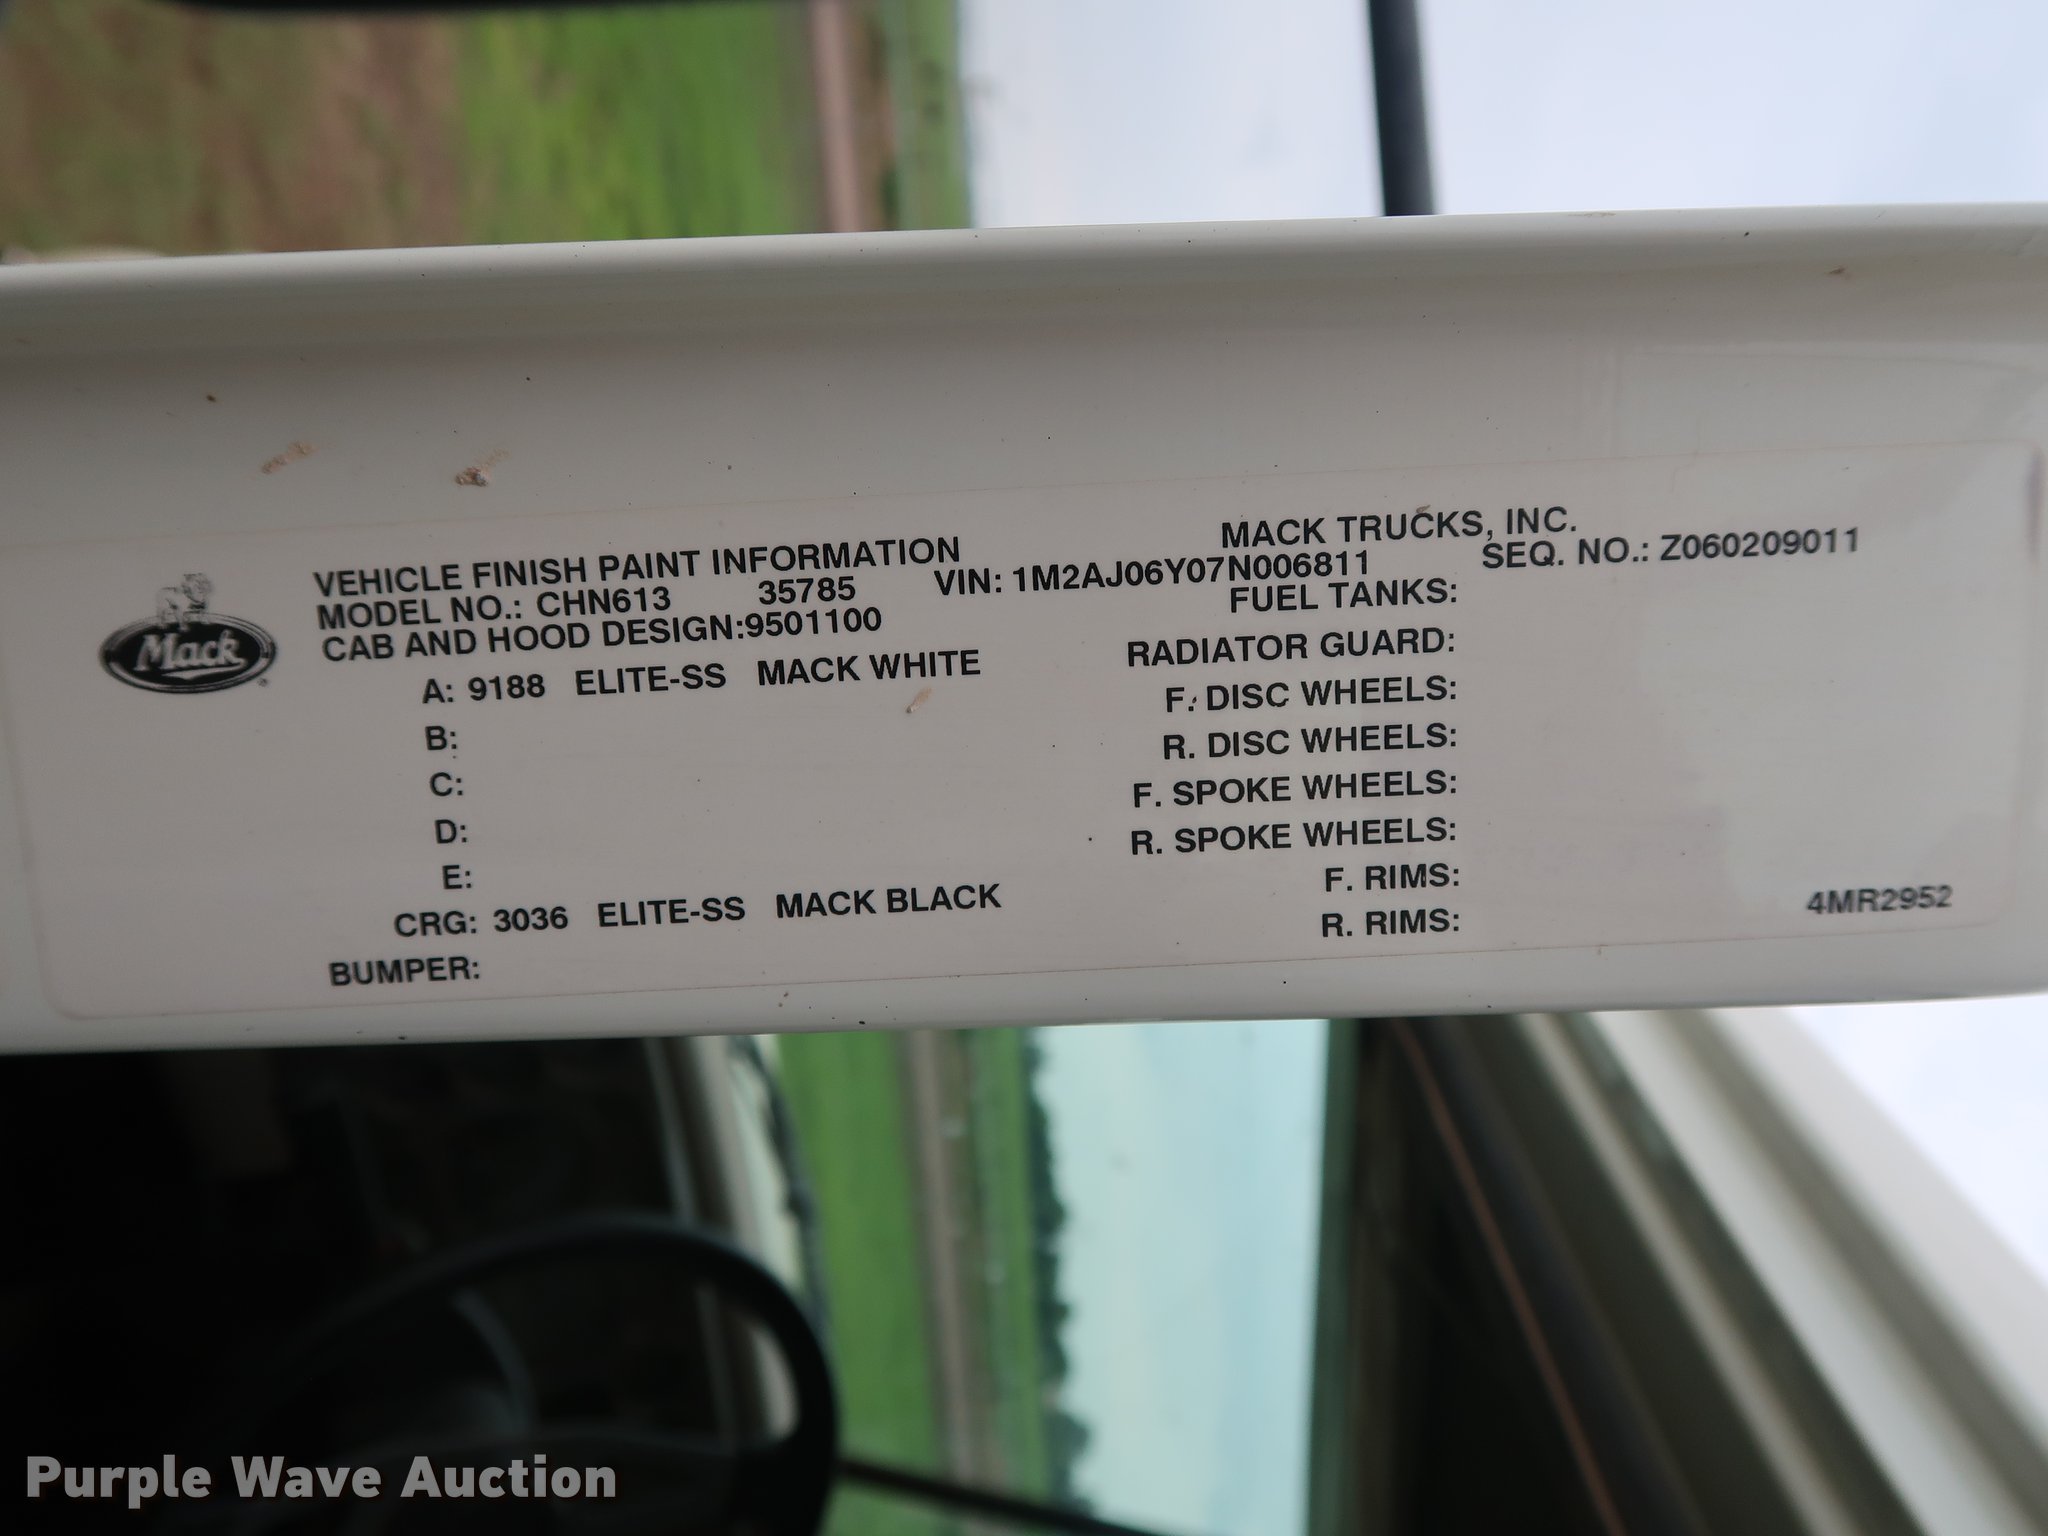 VEHICLE FINISH PAINT INFORMATION MACK TRUCKS, INC.
MODEL NO.: CHN613 35785 VIN: 1M2AJ06Y07N006811 SEQ. NO.: Z060209011
CAB AND HOOD DESIGN:9501100 FUEL TANKS:
Mack
A: 9188 ELITE-SS MACK WHITE RADIATOR GUARD:
F. DISC WHEELS:
B: R. DISC WHEELS:
C: F. SPOKE WHEELS:
D: R. SPOKE WHEELS:
E: F. RIMS:
CRG: 3036 ELITE-SS MACK BLACK R. RIMS: 4MR2952
BUMPER:
Purple Wave Auction